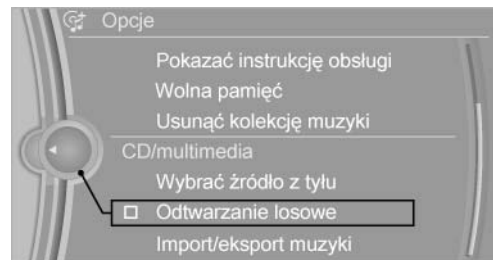 Opcje
Pokazać instrukcję obsługi
Wolna pamięć
Usunąć kolekcję muzyki
CD/multimedia
Wybrać źródło z tyłu
Odtwarzanie losowe
Import/eksport muzyki